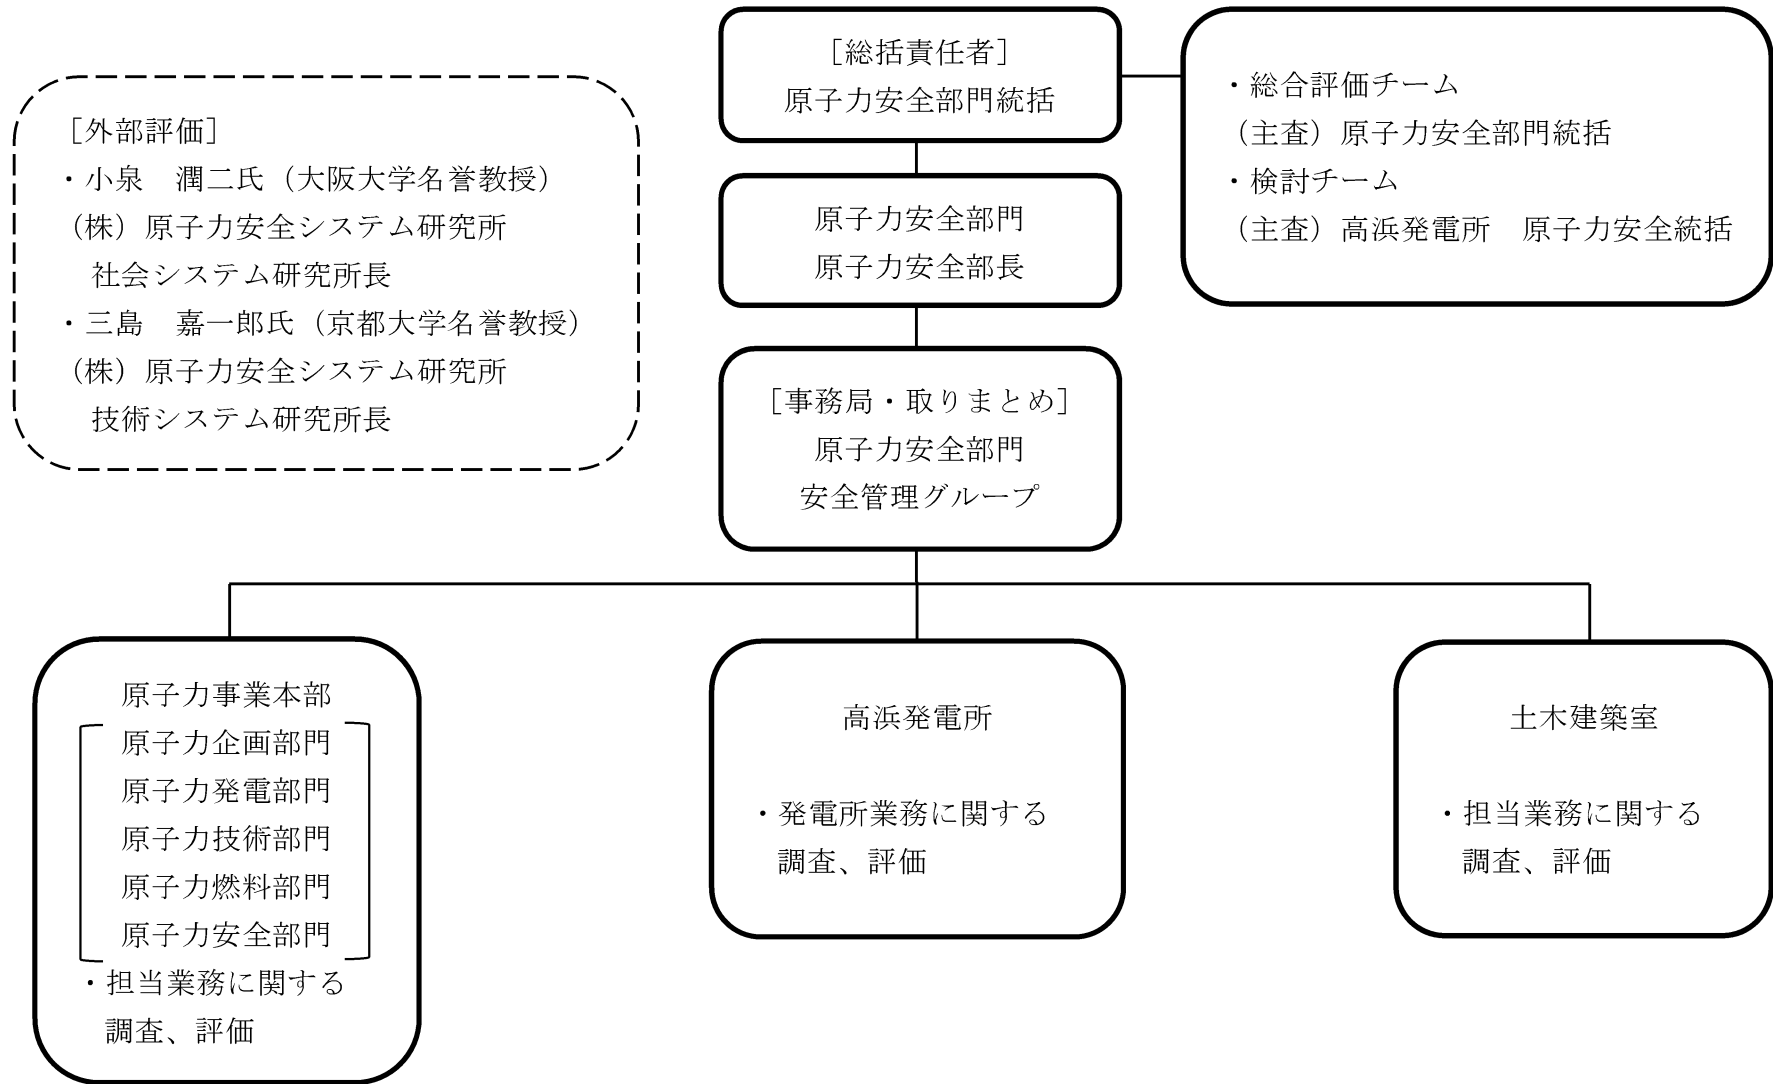 ［総括責任者］
原子力安全部門統括
・総合評価チーム
（主査）原子力安全部門統括
・検討チーム
（主査）高浜発電所　原子力安全統括
［外部評価］
・小泉　潤二氏（大阪大学名誉教授）
（株）原子力安全システム研究所
社会システム研究所長
・三島　嘉一郎氏（京都大学名誉教授）
（株）原子力安全システム研究所
技術システム研究所長
原子力安全部門
原子力安全部長
［事務局・取りまとめ］
原子力安全部門
安全管理グループ
原子力事業本部
原子力企画部門
原子力発電部門
原子力技術部門
原子力燃料部門
原子力安全部門
・担当業務に関する
調査、評価
高浜発電所
・発電所業務に関する
調査、評価
土木建築室
・担当業務に関する
調査、評価